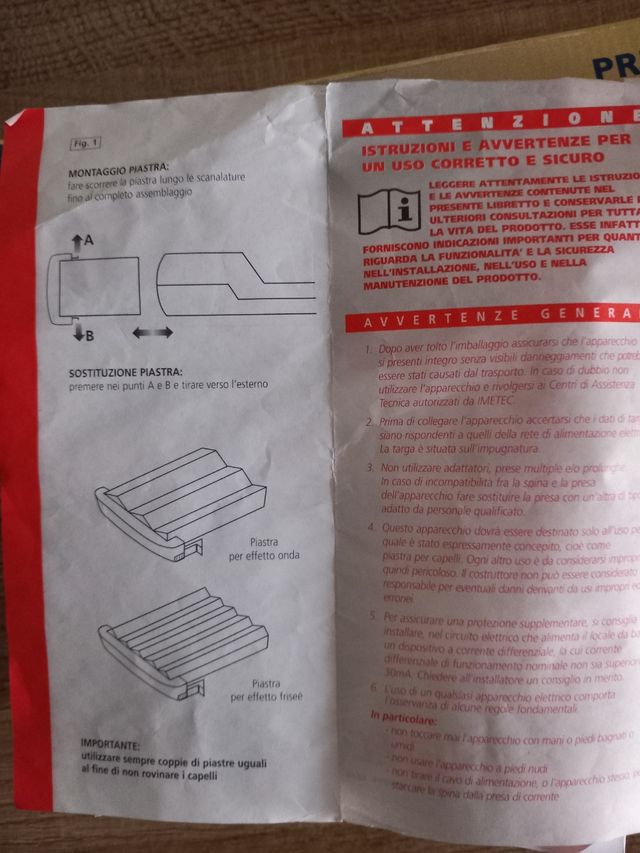 PR
Fig. 1
MONTAGGIO PIASTRA:
fare scorrere la piastra lungo le scanalature
fino al completo assemblaggio
A
B
SOSTITUZIONE PIASTRA:
premere nei punti A e B e tirare verso l'esterno
Piastra
per effetto onda
Piastra
per effetto friseè
IMPORTANTE:
utilizzare sempre coppie di piastre uguali
al fine di non rovinare i capelli
ATTENZIONE
ISTRUZIONI E AVVERTENZE PER
UN USO CORRETTO E SICURO
i
LEGGERE ATTENTAMENTE LE ISTRUZIO
E LE AVVERTENZE CONTENUTE NEL
PRESENTE LIBRETTO E CONSERVARLE
ULTERIORI CONSULTAZIONI PER TUTTA
LA VITA DEL PRODOTTO. ESSE INFATT
FORNISCONO INDICAZIONI IMPORTANTI PER QUANT
RIGUARDA LA FUNZIONALITA' E LA SICUREZZA
NELL'INSTALLAZIONE, NELL'USO E NELLA
MANUTENZIONE DEL PRODOTTO.
AVVERTENZE GENERA
1. Dopo aver tolto l'imballaggio assicurarsi che l'apparecchio
si presenti integro senza visibili danneggiamenti che potreb
essere stati causati dal trasporto. In caso di dubbio non
utilizzare l'apparecchio e rivolgersi ai Centri di Assistenza
Tecnica autorizzati da IMETEC.
2. Prima di collegare l'apparecchio accertarsi che i dati di tar
siano rispondenti a quelli della rete di alimentazione elettr
La targa è situata sull'impugnatura.
3. Non utilizzare adattatori, prese multiple e/o prolunghe.
In caso di incompatibilità fra la spina e la presa
dell'apparecchio fare sostituire la presa con un'altra di tip
adatto da personale qualificato.
4. Questo apparecchio dovrà essere destinato solo all'uso pe
quale è stato espressamente concepito, cioè come
piastra per capelli. Ogni altro uso è da considerarsi impropr
quindi pericoloso. Il costruttore non può essere considerato
responsabile per eventuali danni derivanti da usi impropri ed
erronei.
5. Per assicurare una protezione supplementare, si consiglia
installare, nel circuito elettrico che alimenta il locale da ba
un dispositivo a corrente differenziale, la cui corrente
differenziale di funzionamento nominale non sia superior
30mA. Chiedere all'installatore un consiglio in merito.
6. L'uso di un qualsiasi apparecchio elettrico comporta
l'osservanza di alcune regole fondamentali.
In particolare:
- non toccare mai l'apparecchio con mani o piedi bagnati o
umidi
- non usare l'apparecchio a piedi nudi
- non tirare il cavo di alimentazione, o l'apparecchio stesso, pe
staccare la spina dalla presa di corrente